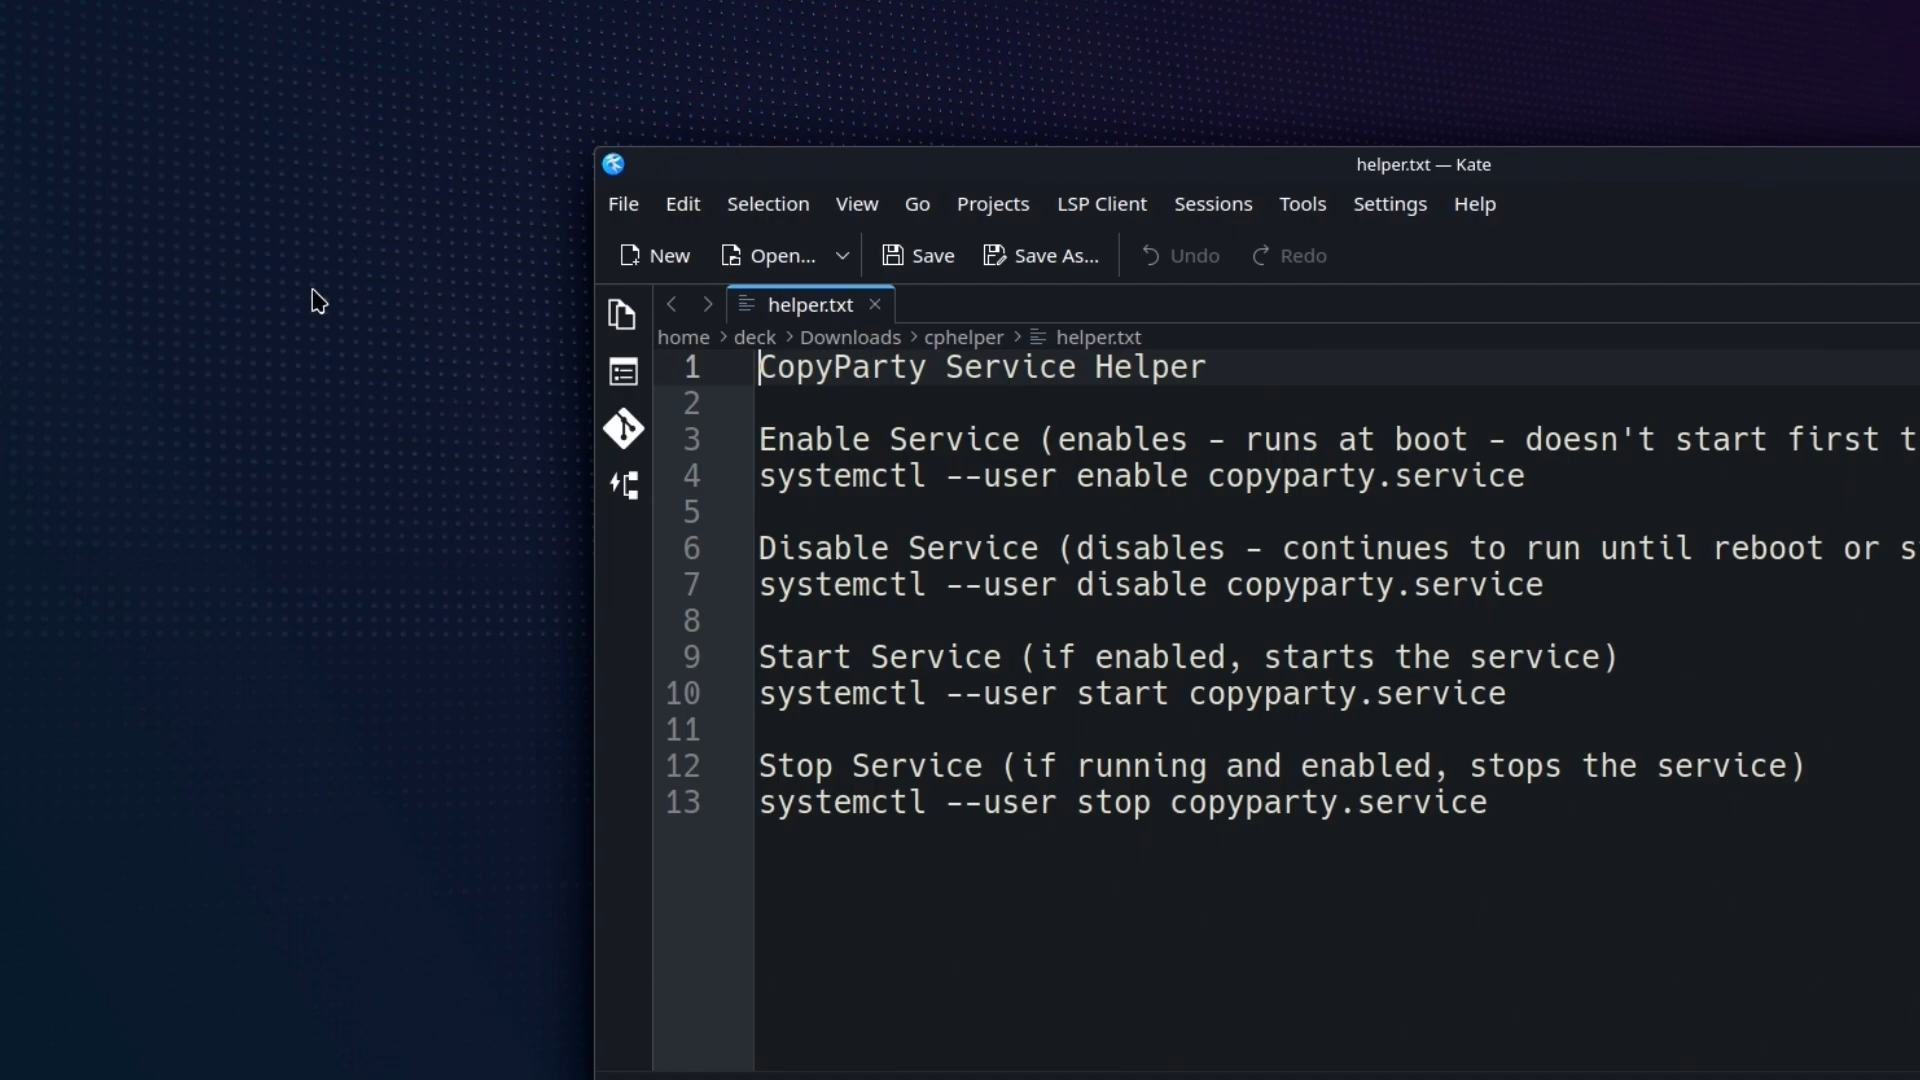 helper.txt — Kate
File Edit Selection View Go Projects LSP Client Sessions Tools Settings Help
New Open... Save Save As... Undo Redo
helper.txt
home > deck > Downloads > cphelper > helper.txt
1 CopyParty Service Helper
2
3 Enable Service (enables - runs at boot - doesn't start first
4 systemctl --user enable copyparty.service
5
6 Disable Service (disables - continues to run until reboot or
7 systemctl --user disable copyparty.service
8
9 Start Service (if enabled, starts the service)
10 systemctl --user start copyparty.service
11
12 Stop Service (if running and enabled, stops the service)
13 systemctl --user stop copyparty.service